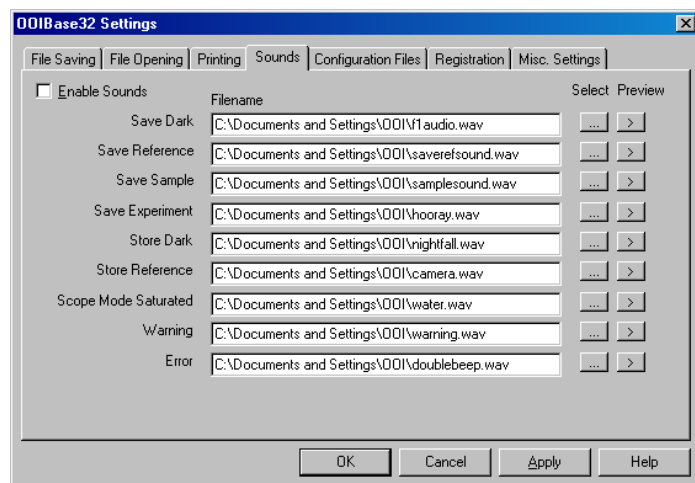 OOIBase32 Settings
File Saving File Opening Printing Sounds Configuration Files Registration Misc. Settings
Enable Sounds Filename Select Preview
Save Dark C:\Documents and Settings\OOI\f1audio.wav ... >
Save Reference C:\Documents and Settings\OOI\saverefsound.wav ... >
Save Sample C:\Documents and Settings\OOI\samplesound.wav ... >
Save Experiment C:\Documents and Settings\OOI\hooray.wav ... >
Store Dark C:\Documents and Settings\OOI\nightfall.wav ... >
Store Reference C:\Documents and Settings\OOI\camera.wav ... >
Scope Mode Saturated C:\Documents and Settings\OOI\water.wav ... >
Warning C:\Documents and Settings\OOI\warning.wav ... >
Error C:\Documents and Settings\OOI\doublebeep.wav ... >
OK Cancel Apply Help